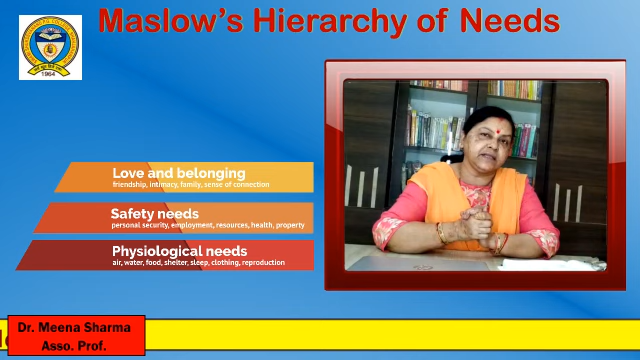 Maslow's Hierarchy of Needs
1964
Love and belonging
friendship, intimacy, family, sense of connection
Safety needs
personal security, employment, resources, health, property
Physiological needs
air, water, food, shelter, sleep, clothing, reproduction
Dr. Meena Sharma
Asso. Prof.